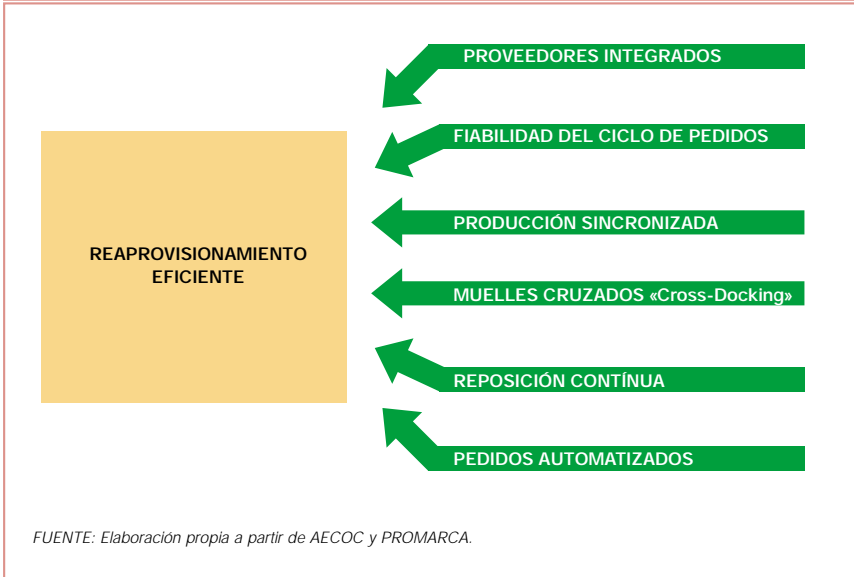 PROVEEDORES INTEGRADOS
FIABILIDAD DEL CICLO DE PEDIDOS
PRODUCCIÓN SINCRONIZADA
REAPROVISIONAMIENTO
EFICIENTE
MUELLES CRUZADOS «Cross-Docking»
REPOSICIÓN CONTÍNUA
PEDIDOS AUTOMATIZADOS
FUENTE: Elaboración propia a partir de AECOC y PROMARCA.